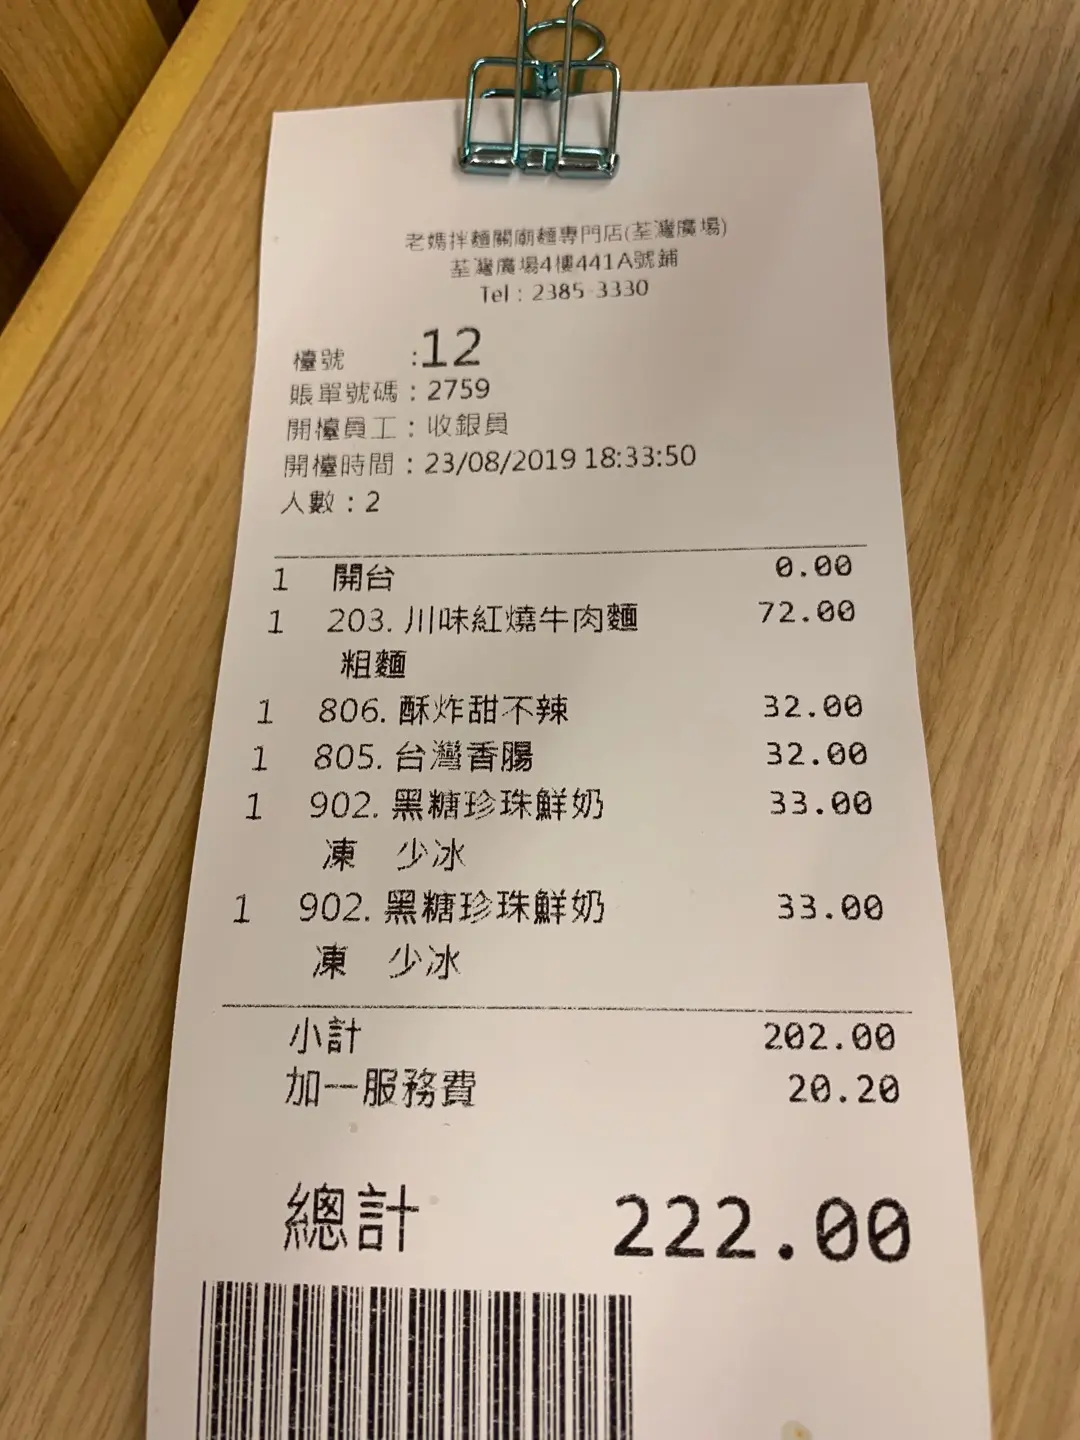 老媽拌麵關廟麵專門店(荃灣廣場)
荃灣廣場4樓441A號鋪
Tel : 2385-3330
檯號 :12
賬單號碼 : 2759
開檯員工 : 收銀員
開檯時間 : 23/08/2019 18:33:50
人數 : 2
1 開台 0.00
1 203. 川味紅燒牛肉麵 72.00
粗麵
1 806. 酥炸甜不辣 32.00
1 805. 台灣香腸 32.00
1 902. 黑糖珍珠鮮奶 33.00
凍 少冰
1 902. 黑糖珍珠鮮奶 33.00
凍 少冰
小計 202.00
加一服務費 20.20
總計 222.00